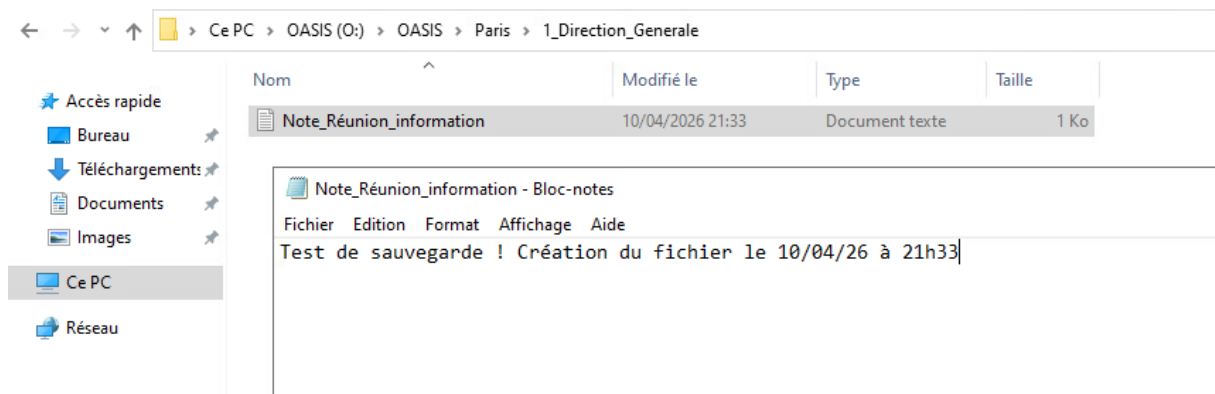 Ce PC > OASIS (O:) > OASIS > Paris > 1_Direction_Generale
Nom Modifié le Type Taille
Accès rapide
Note_Réunion_information 10/04/2026 21:33 Document texte 1 Ko
Bureau
Téléchargements
Documents
Images
Ce PC
Réseau
Note_Réunion_information - Bloc-notes
Fichier Edition Format Affichage Aide
Test de sauvegarde ! Création du fichier le 10/04/26 à 21h33